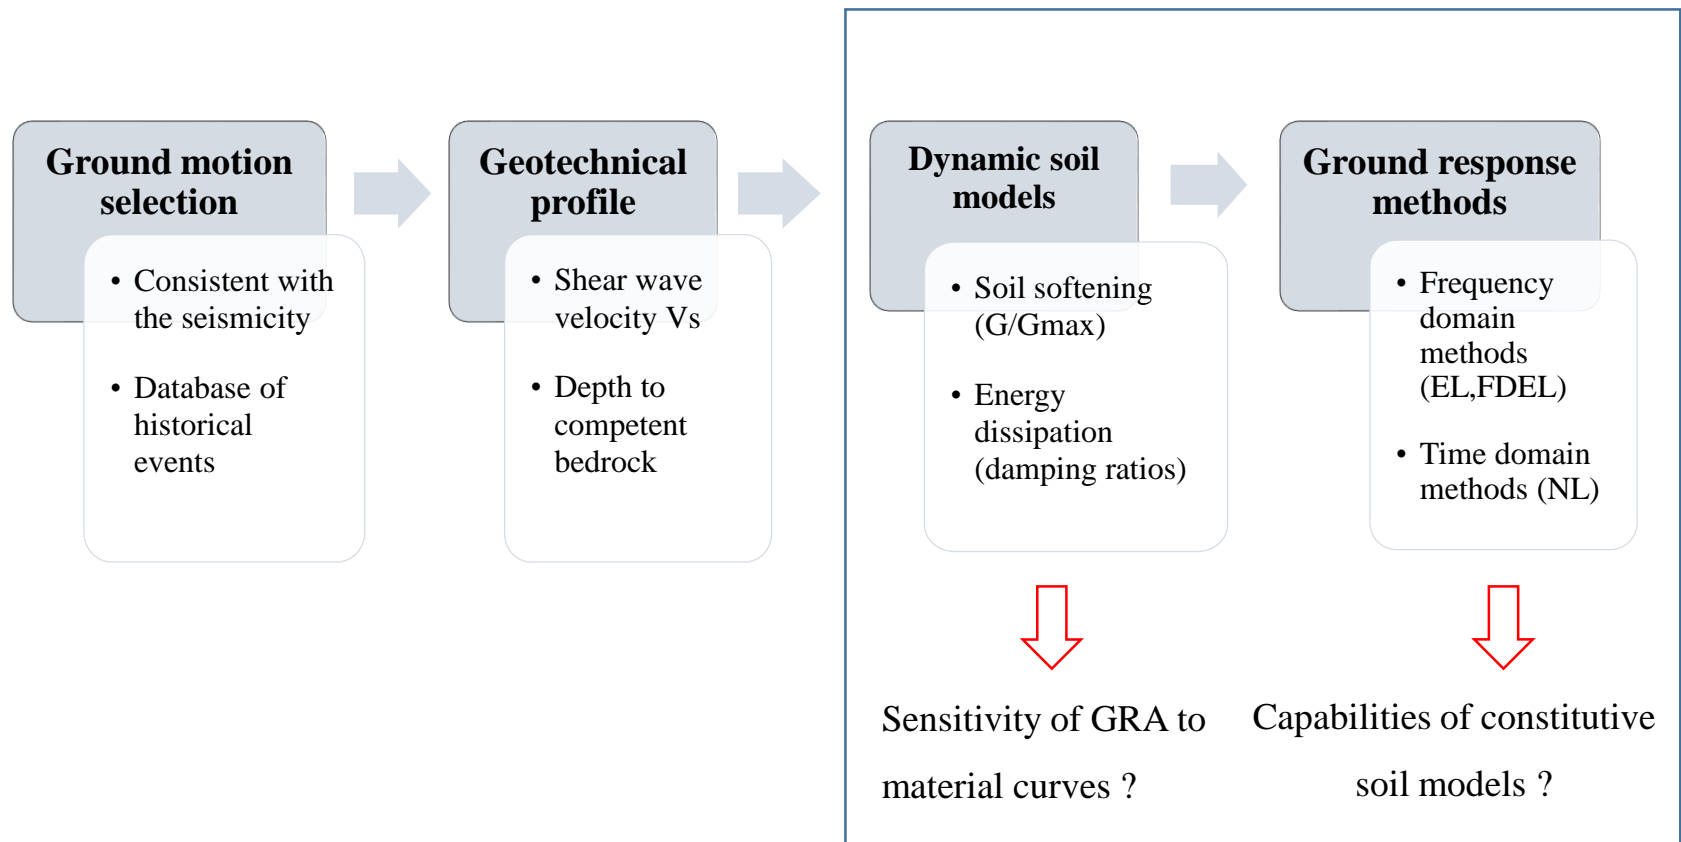 Ground motion
selection
• Consistent with
the seismicity
• Database of
historical
events
Geotechnical
profile
• Shear wave
velocity Vs
• Depth to
competent
bedrock
Dynamic soil
models
• Soil softening
(G/Gmax)
• Energy
dissipation
(damping ratios)
Ground response
methods
• Frequency
domain
methods
(EL,FDEL)
• Time domain
methods (NL)
Sensitivity of GRA to
material curves ?
Capabilities of constitutive
soil models ?